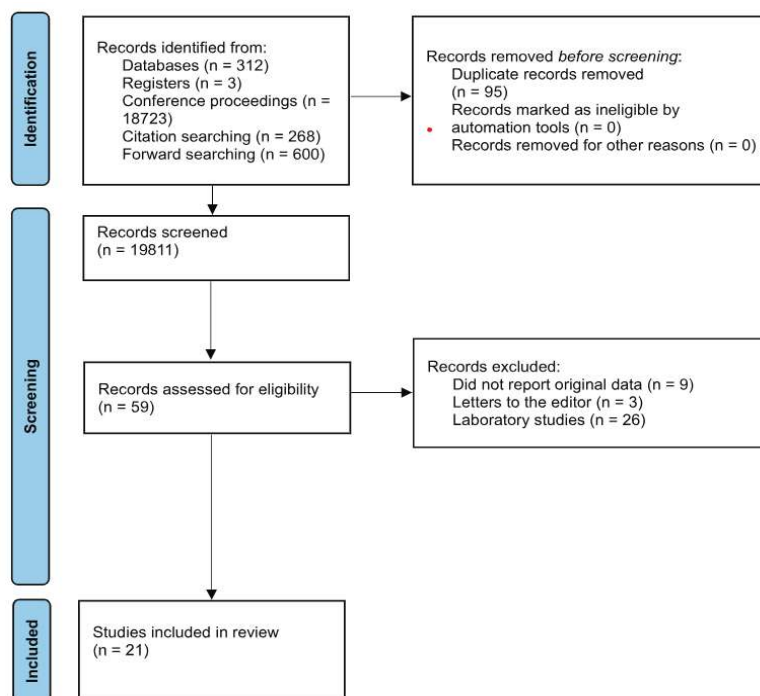 Identification
Records identified from:
Databases (n = 312)
Registers (n = 3)
Conference proceedings (n =
18723)
Citation searching (n = 268)
Forward searching (n = 600)
Records removed before screening:
Duplicate records removed
(n = 95)
Records marked as ineligible by
automation tools (n = 0)
Records removed for other reasons (n = 0)
Screening
Records screened
(n = 19811)
Records assessed for eligibility
(n = 59)
Records excluded:
Did not report original data (n = 9)
Letters to the editor (n = 3)
Laboratory studies (n = 26)
Included
Studies included in review
(n = 21)